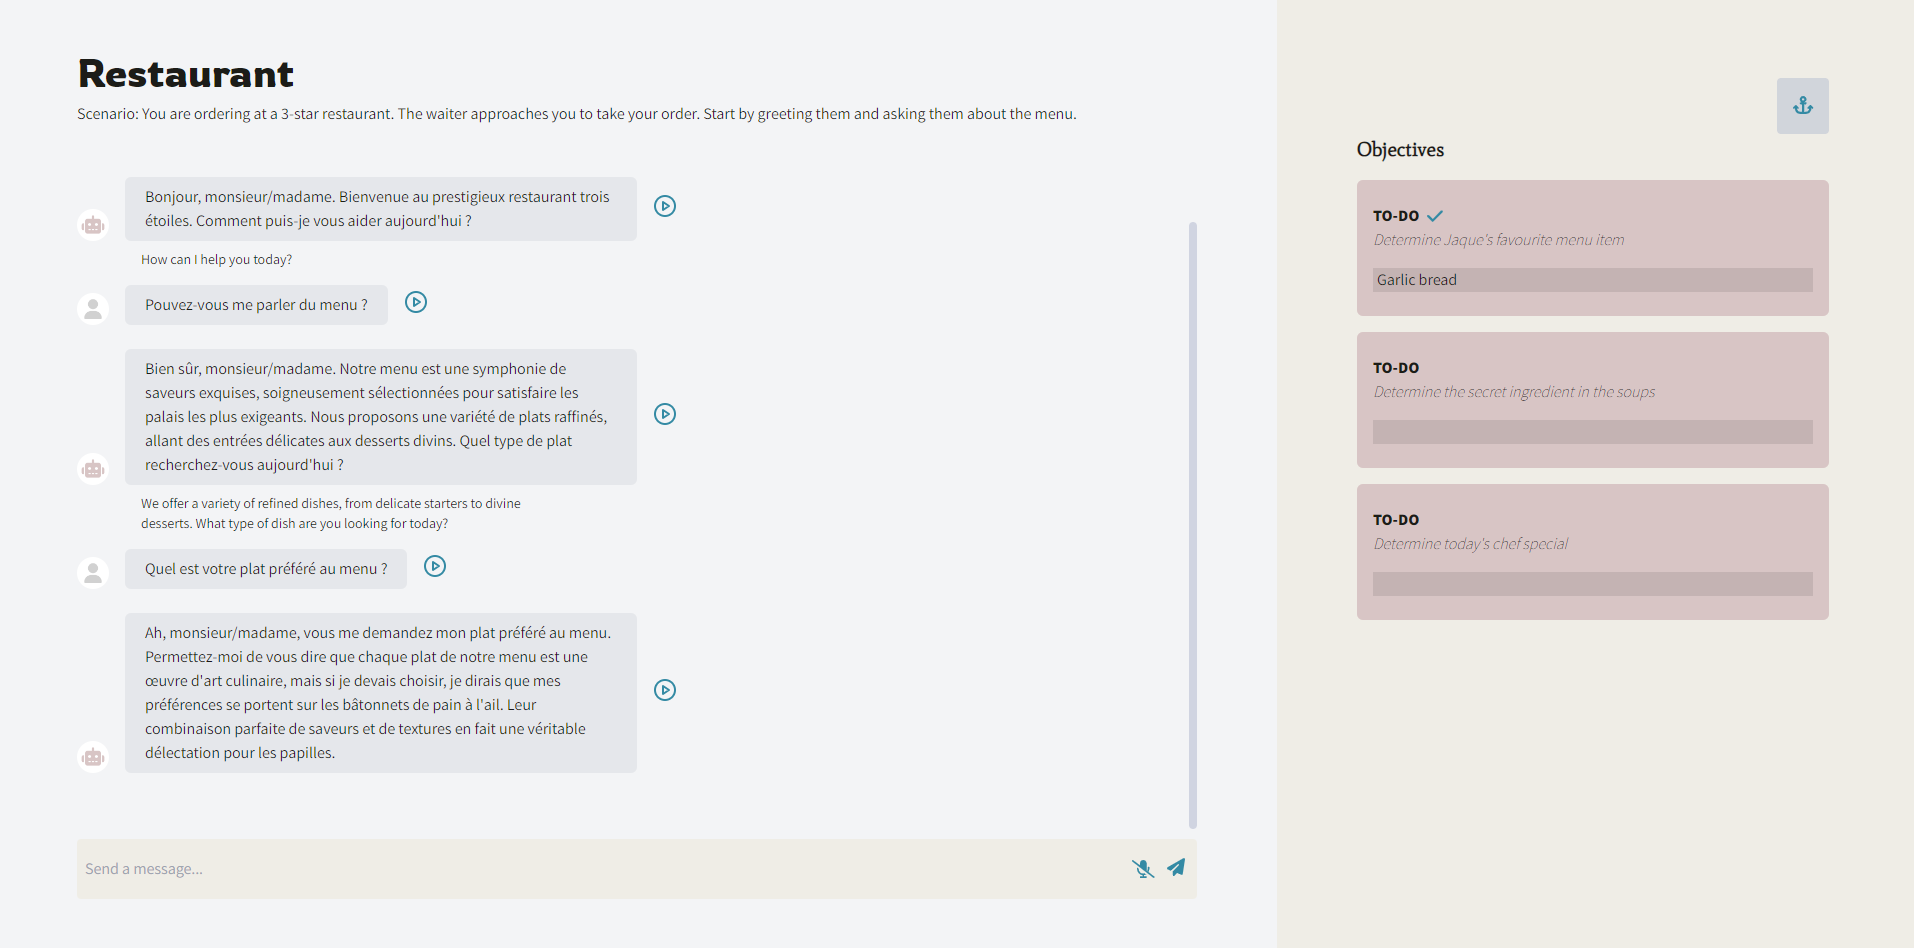 Restaurant
Scenario: You are ordering at a 3-star restaurant. The waiter approaches you to take your order. Start by greeting them and asking them about the menu.
Bonjour, monsieur/madame. Bienvenue au prestigieux restaurant trois
étoiles. Comment puis-je vous aider aujourd'hui ?
How can I help you today?
Pouvez-vous me parler du menu ?
Bien sûr, monsieur/madame. Notre menu est une symphonie de
saveurs exquises, soigneusement sélectionnées pour satisfaire les
palais les plus exigeants. Nous proposons une variété de plats raffinés,
allant des entrées délicates aux desserts divins. Quel type de plat
recherchez-vous aujourd'hui ?
We offer a variety of refined dishes, from delicate starters to divine
desserts. What type of dish are you looking for today?
Quel est votre plat préféré au menu ?
Ah, monsieur/madame, vous me demandez mon plat préféré au menu.
Permettez-moi de vous dire que chaque plat de notre menu est une
œuvre d'art culinaire, mais si je devais choisir, je dirais que mes
préférences se portent sur les bâtonnets de pain à l'ail. Leur
combinaison parfaite de saveurs et de textures en fait une véritable
délectation pour les papilles.
Send a message...
Objectives
TO-DO
Determine Jaque's favourite menu item
Garlic bread
TO-DO
Determine the secret ingredient in the soups
TO-DO
Determine today's chef special